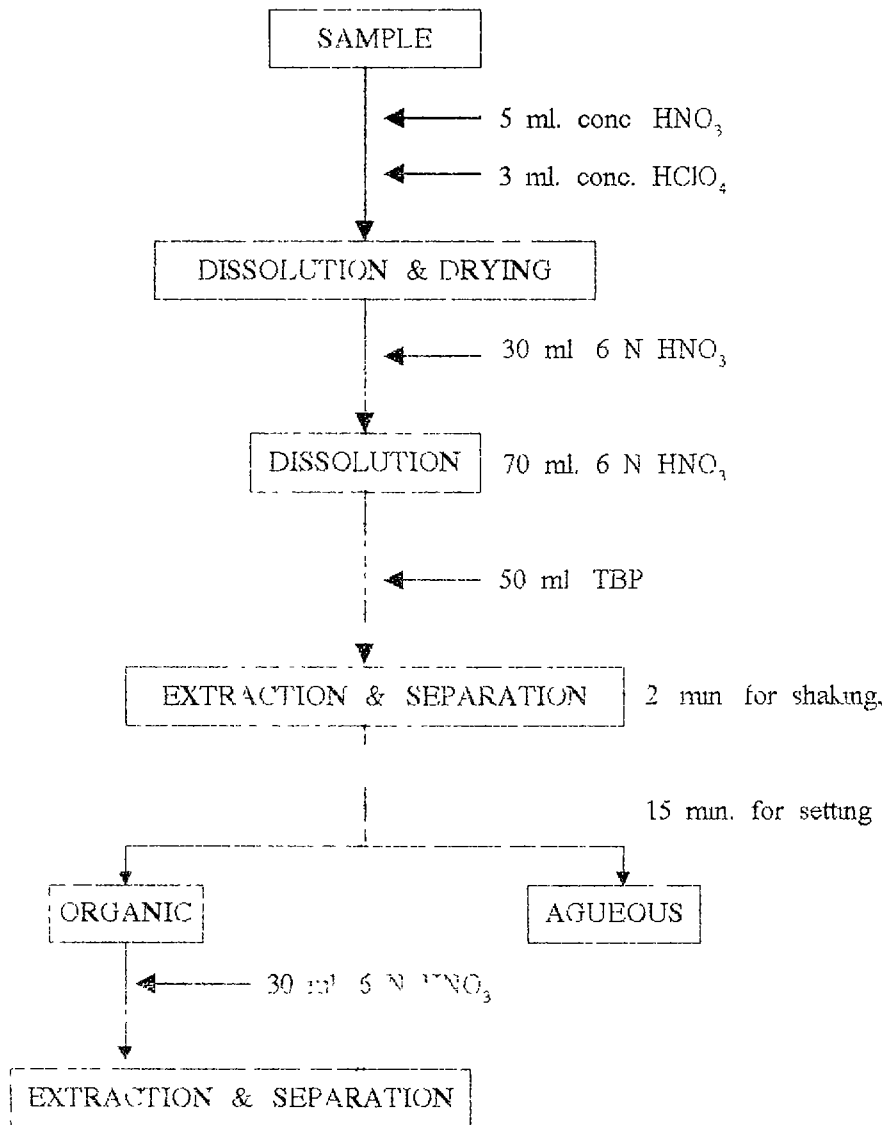 SAMPLE
5 ml. conc HNO₃
3 ml. conc. HClO₄
DISSOLUTION & DRYING
30 ml 6 N HNO₃
DISSOLUTION 70 ml. 6 N HNO₃
50 ml TBP
EXTRACTION & SEPARATION 2 min for shaking.
15 min. for setting
ORGANIC AGUEOUS
30 ml 6 N HNO₃
EXTRACTION & SEPARATION